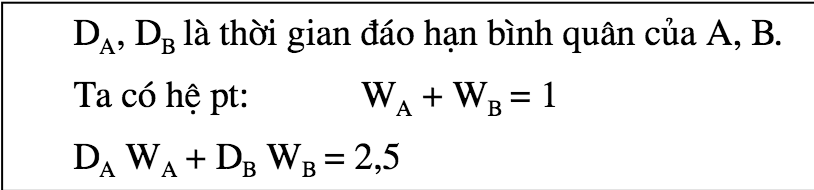 D_A, D_B là thời gian đáo hạn bình quân của A, B.
Ta có hệ pt: W_A + W_B = 1
D_A W_A + D_B W_B = 2,5